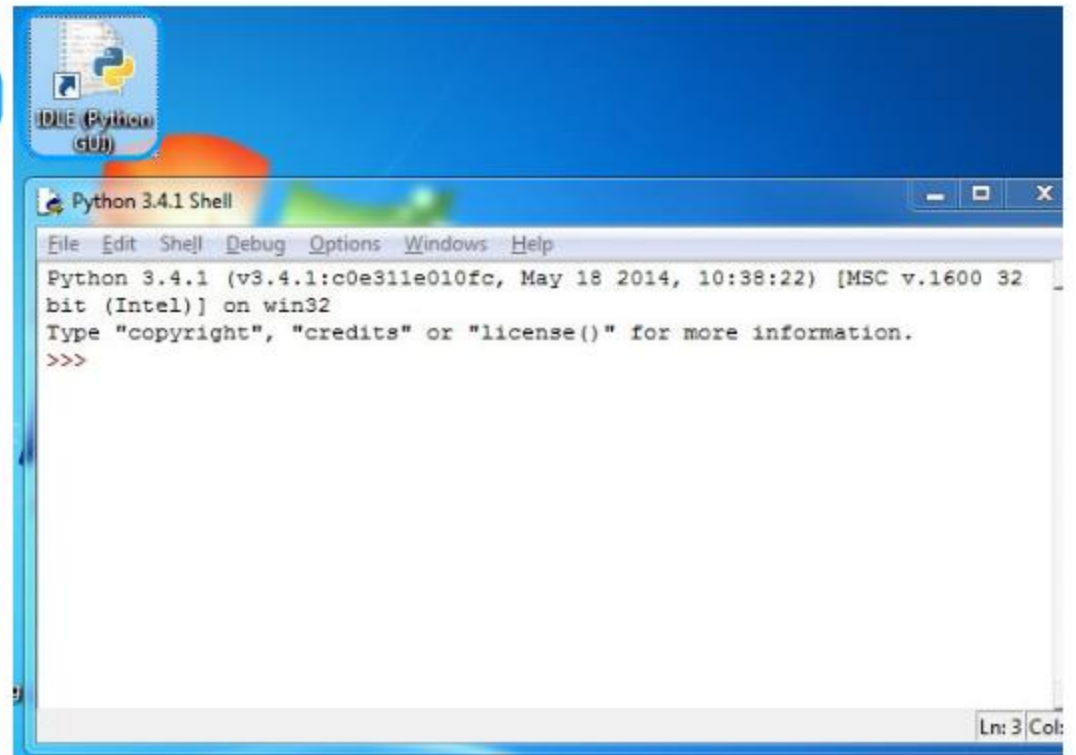 IDLE (Python
GUI)
Python 3.4.1 Shell
File Edit Shell Debug Options Windows Help
Python 3.4.1 (v3.4.1:c0e311e010fc, May 18 2014, 10:38:22) [MSC v.1600 32
bit (Intel)] on win32
Type "copyright", "credits" or "license()" for more information.
>>>
Ln: 3 Col: